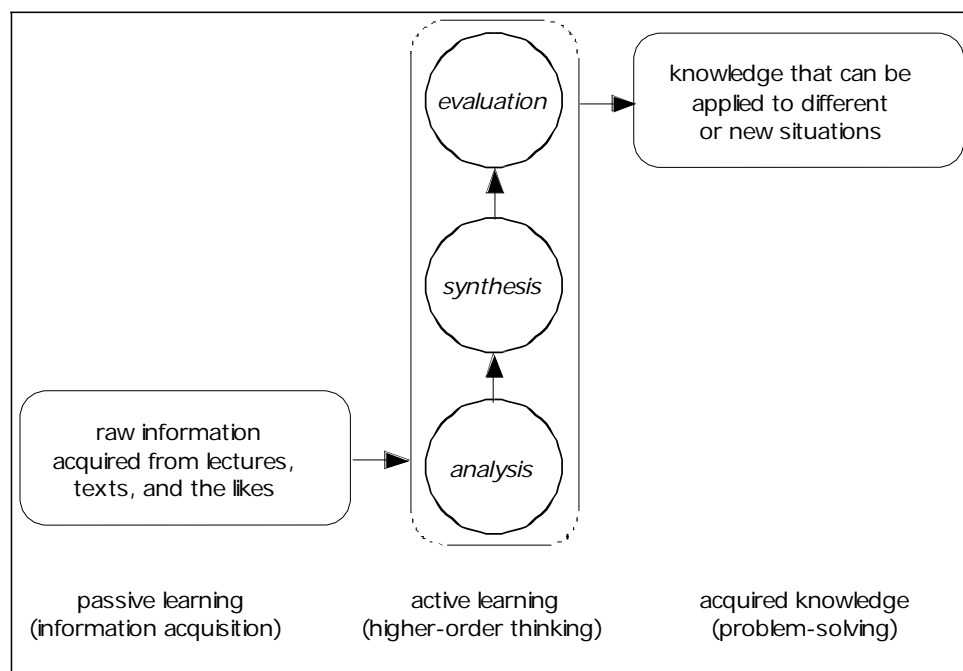 evaluation
knowledge that can be
applied to different
or new situations
synthesis
raw information
acquired from lectures,
texts, and the likes
analysis
passive learning
(information acquisition)
active learning
(higher-order thinking)
acquired knowledge
(problem-solving)